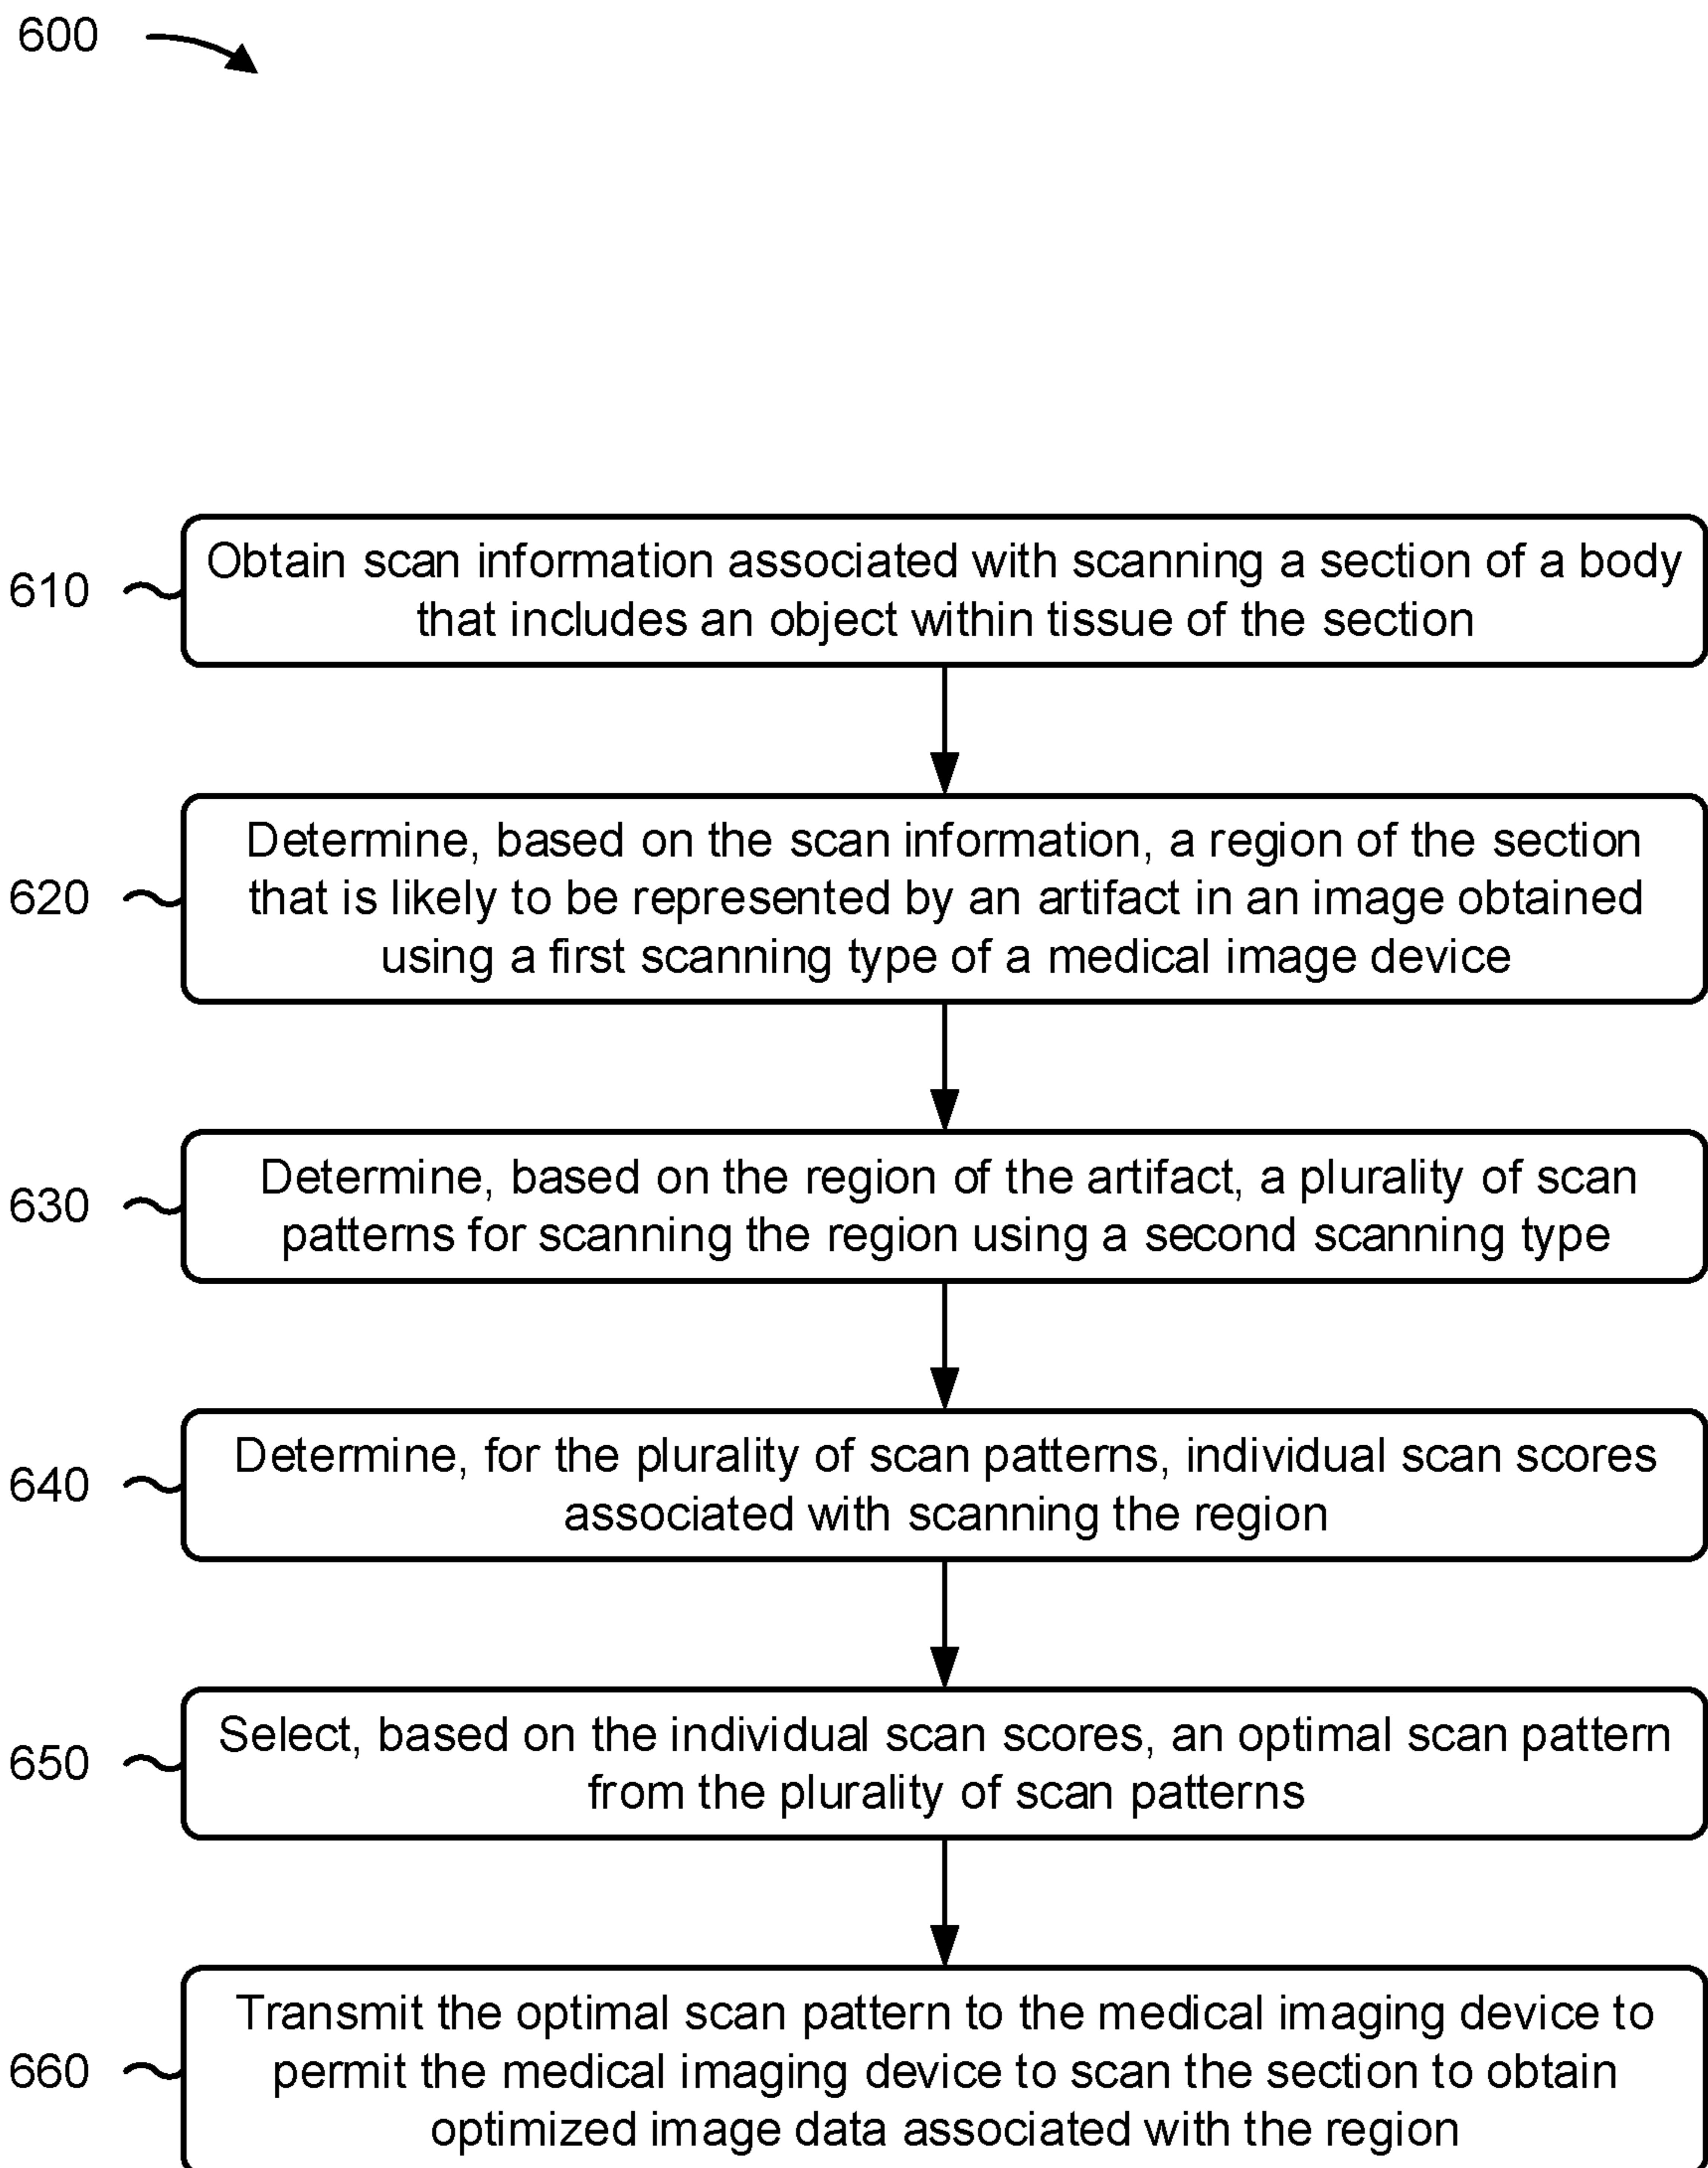 600
610
Obtain scan information associated with scanning a section of a body
that includes an object within tissue of the section
620
Determine, based on the scan information, a region of the section
that is likely to be represented by an artifact in an image obtained
using a first scanning type of a medical image device
630
Determine, based on the region of the artifact, a plurality of scan
patterns for scanning the region using a second scanning type
640
Determine, for the plurality of scan patterns, individual scan scores
associated with scanning the region
650
Select, based on the individual scan scores, an optimal scan pattern
from the plurality of scan patterns
660
Transmit the optimal scan pattern to the medical imaging device to
permit the medical imaging device to scan the section to obtain
optimized image data associated with the region